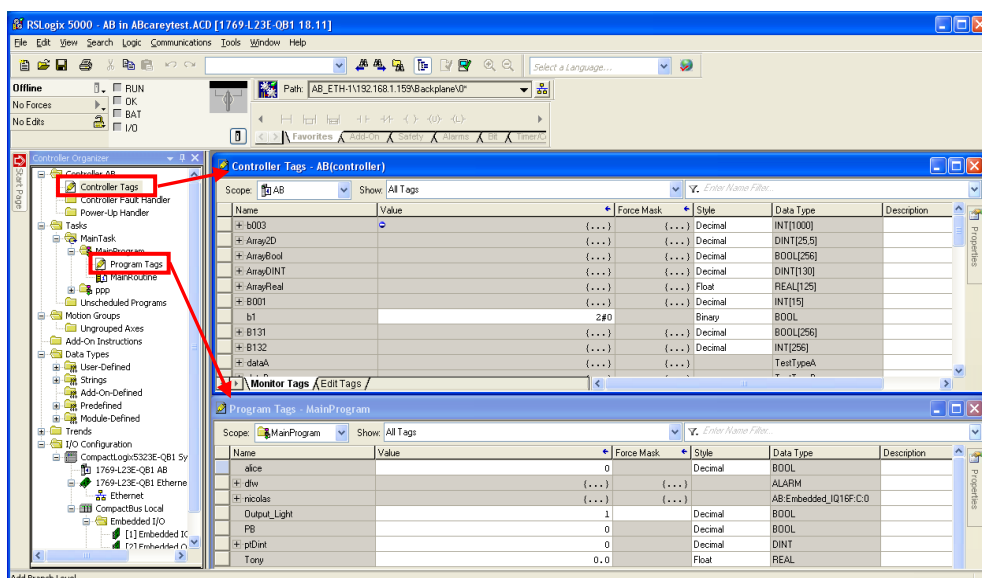 RSLogix 5000 - AB in ABcareytest.ACD [1769-L23E-QB1 18.11]
File Edit View Search Logic Communications Tools Window Help
Select a Language...
Offline
RUN
No Forces
OK
BAT
No Edits
I/O
Path: AB_ETH-1\192.168.1.159\Backplane\0*
Favorites Add-On Safety Alarms Bit Timer/C
Start Page
Controller Organizer
Controller AB
Controller Tags
Controller Fault Handler
Power-Up Handler
Tasks
MainTask
MainProgram
Program Tags
MainRoutine
ppp
Unscheduled Programs
Motion Groups
Ungrouped Axes
Add-On Instructions
Data Types
User-Defined
Strings
Add-On-Defined
Predefined
Module-Defined
Trends
I/O Configuration
CompactLogix5323E-QB1 Sy
1769-L23E-QB1 AB
1769-L23E-QB1 Etherne
Ethernet
CompactBus Local
Embedded I/O
[1] Embedded IQ
[2] Embedded O
Controller Tags - AB(controller)
Scope: AB Show: All Tags Enter Name Filter...
Name Value Force Mask Style Data Type Description
b003 {...} {...} Decimal INT[1000]
Array2D {...} {...} Decimal DINT[25,5]
ArrayBool {...} {...} Decimal BOOL[256]
ArrayDINT {...} {...} Decimal DINT[130]
ArrayReal {...} {...} Float REAL[125]
B001 {...} {...} Decimal INT[15]
b1 2#0 Binary BOOL
B131 {...} {...} Decimal BOOL[256]
B132 {...} {...} Decimal INT[256]
dataA {...} {...} TestTypeA
Monitor Tags Edit Tags
Properties
Program Tags - MainProgram
Scope: MainProgram Show: All Tags Enter Name Filter...
Name Value Force Mask Style Data Type Description
alice 0 Decimal BOOL
dfw {...} {...} ALARM
nicolas {...} {...} AB:Embedded_IQ16F:C:0
Output_Light 1 Decimal BOOL
PB 0 Decimal BOOL
ptDint 0 Decimal DINT
Tony 0.0 Float REAL
Properties
Add Branch Level